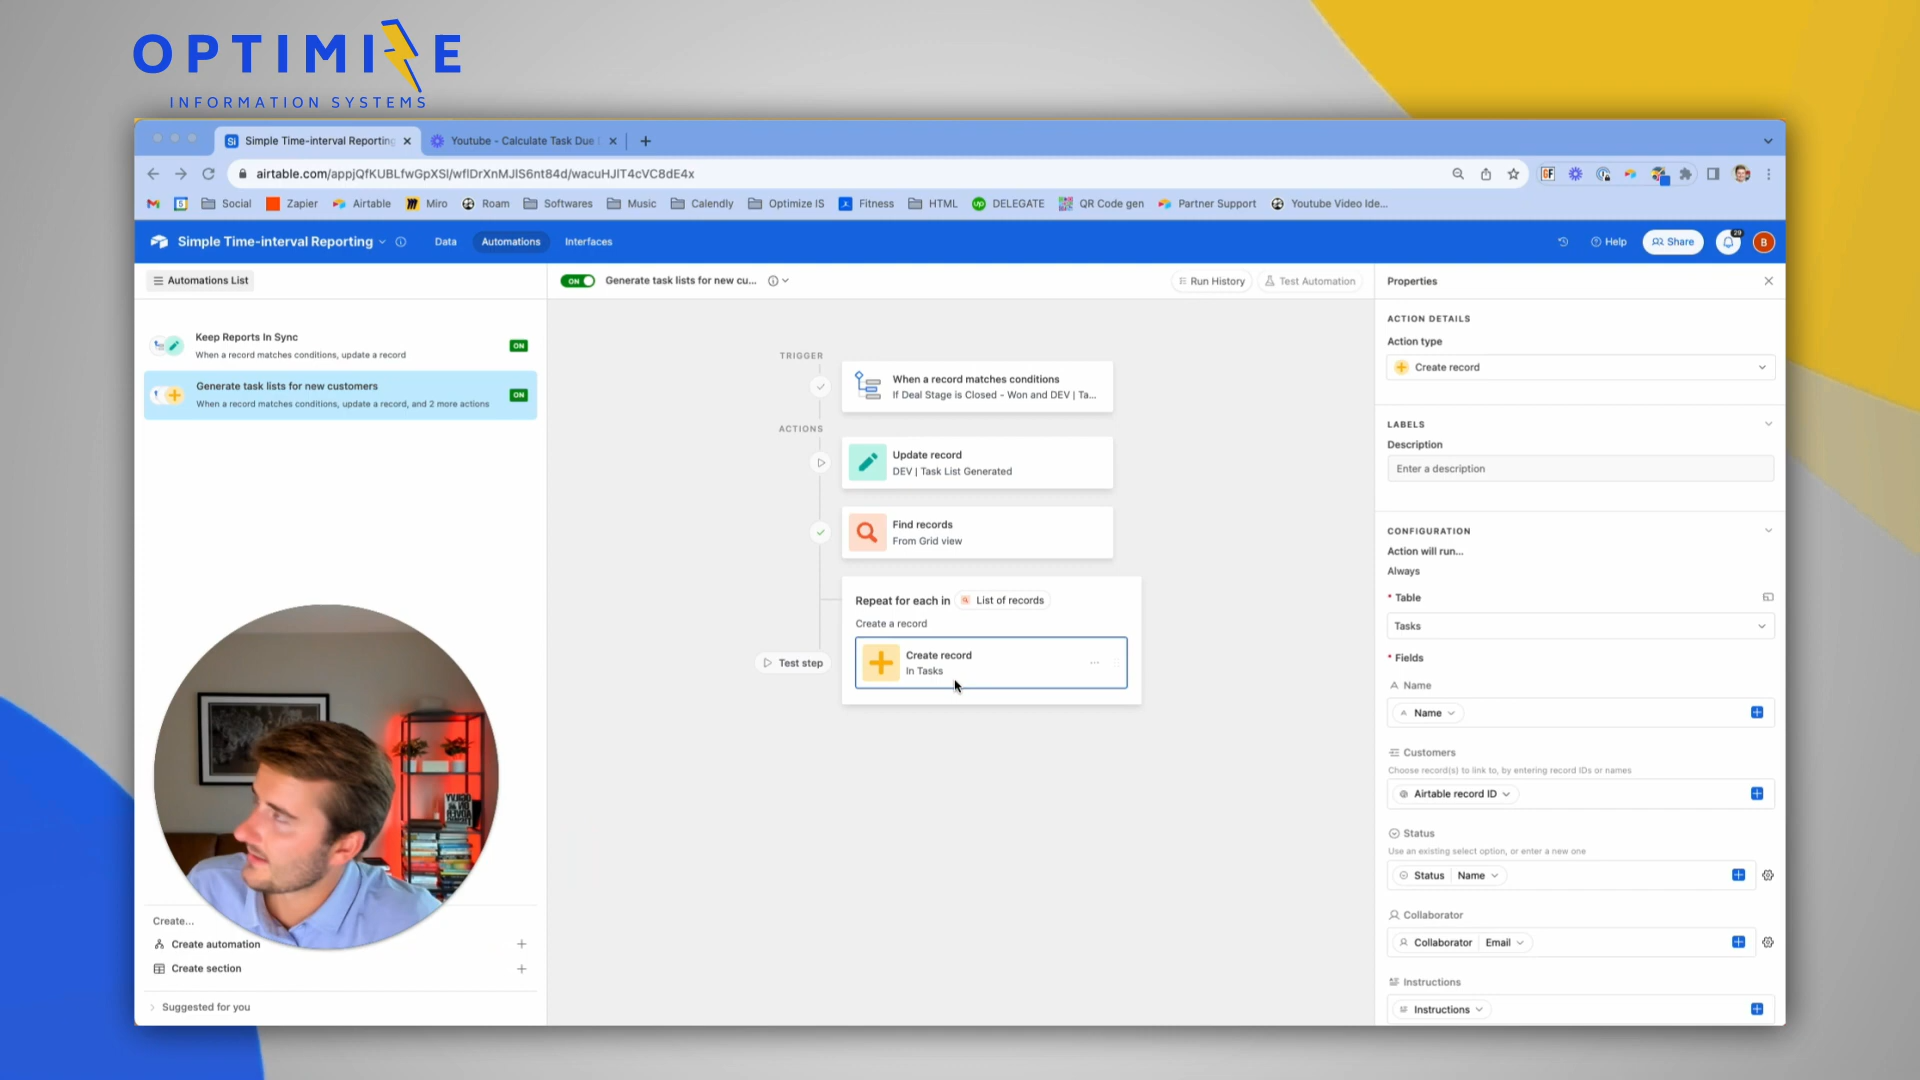 OPTIMIZE
INFORMATION SYSTEMS
Si Simple Time-interval Reporting
Youtube - Calculate Task Due
airtable.com/appjQfKUBLfwGpXSl/wflDrXnMJlS6nt84d/wacuHJlT4cVC8dE4x
Social Zapier Airtable Miro Roam Softwares Music Calendly Optimize IS Fitness HTML DELEGATE QR Code gen Partner Support Youtube Video Ide...
Simple Time-interval Reporting Data Automations Interfaces Help Share 29 B
Automations List
ON Generate task lists for new cu...
Run History
Test Automation
Properties
Keep Reports In Sync
When a record matches conditions, update a record
ON
Generate task lists for new customers
When a record matches conditions, update a record, and 2 more actions
ON
Create...
Create automation
Create section
Suggested for you
TRIGGER
When a record matches conditions
If Deal Stage is Closed - Won and DEV | Ta...
ACTIONS
Update record
DEV | Task List Generated
Find records
From Grid view
Repeat for each in List of records
Create a record
Test step
Create record
In Tasks
ACTION DETAILS
Action type
Create record
LABELS
Description
Enter a description
CONFIGURATION
Action will run...
Always
* Table
Tasks
* Fields
Name
Name
Customers
Choose record(s) to link to, by entering record IDs or names
Airtable record ID
Status
Use an existing select option, or enter a new one
Status Name
Collaborator
Collaborator Email
Instructions
Instructions